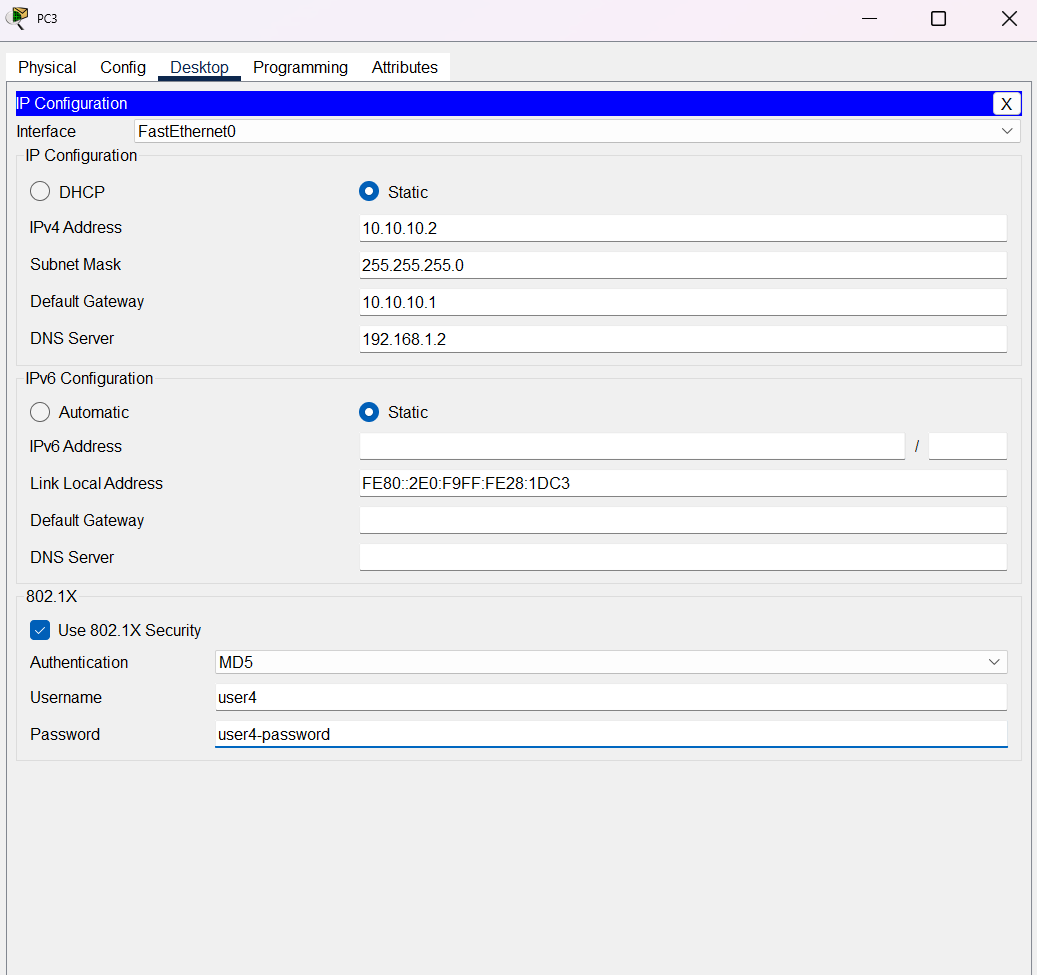 PC3
Physical Config Desktop Programming Attributes
IP Configuration X
Interface FastEthernet0
IP Configuration
DHCP Static
IPv4 Address 10.10.10.2
Subnet Mask 255.255.255.0
Default Gateway 10.10.10.1
DNS Server 192.168.1.2
IPv6 Configuration
Automatic Static
IPv6 Address /
Link Local Address FE80::2E0:F9FF:FE28:1DC3
Default Gateway
DNS Server
802.1X
Use 802.1X Security
Authentication MD5
Username user4
Password user4-password